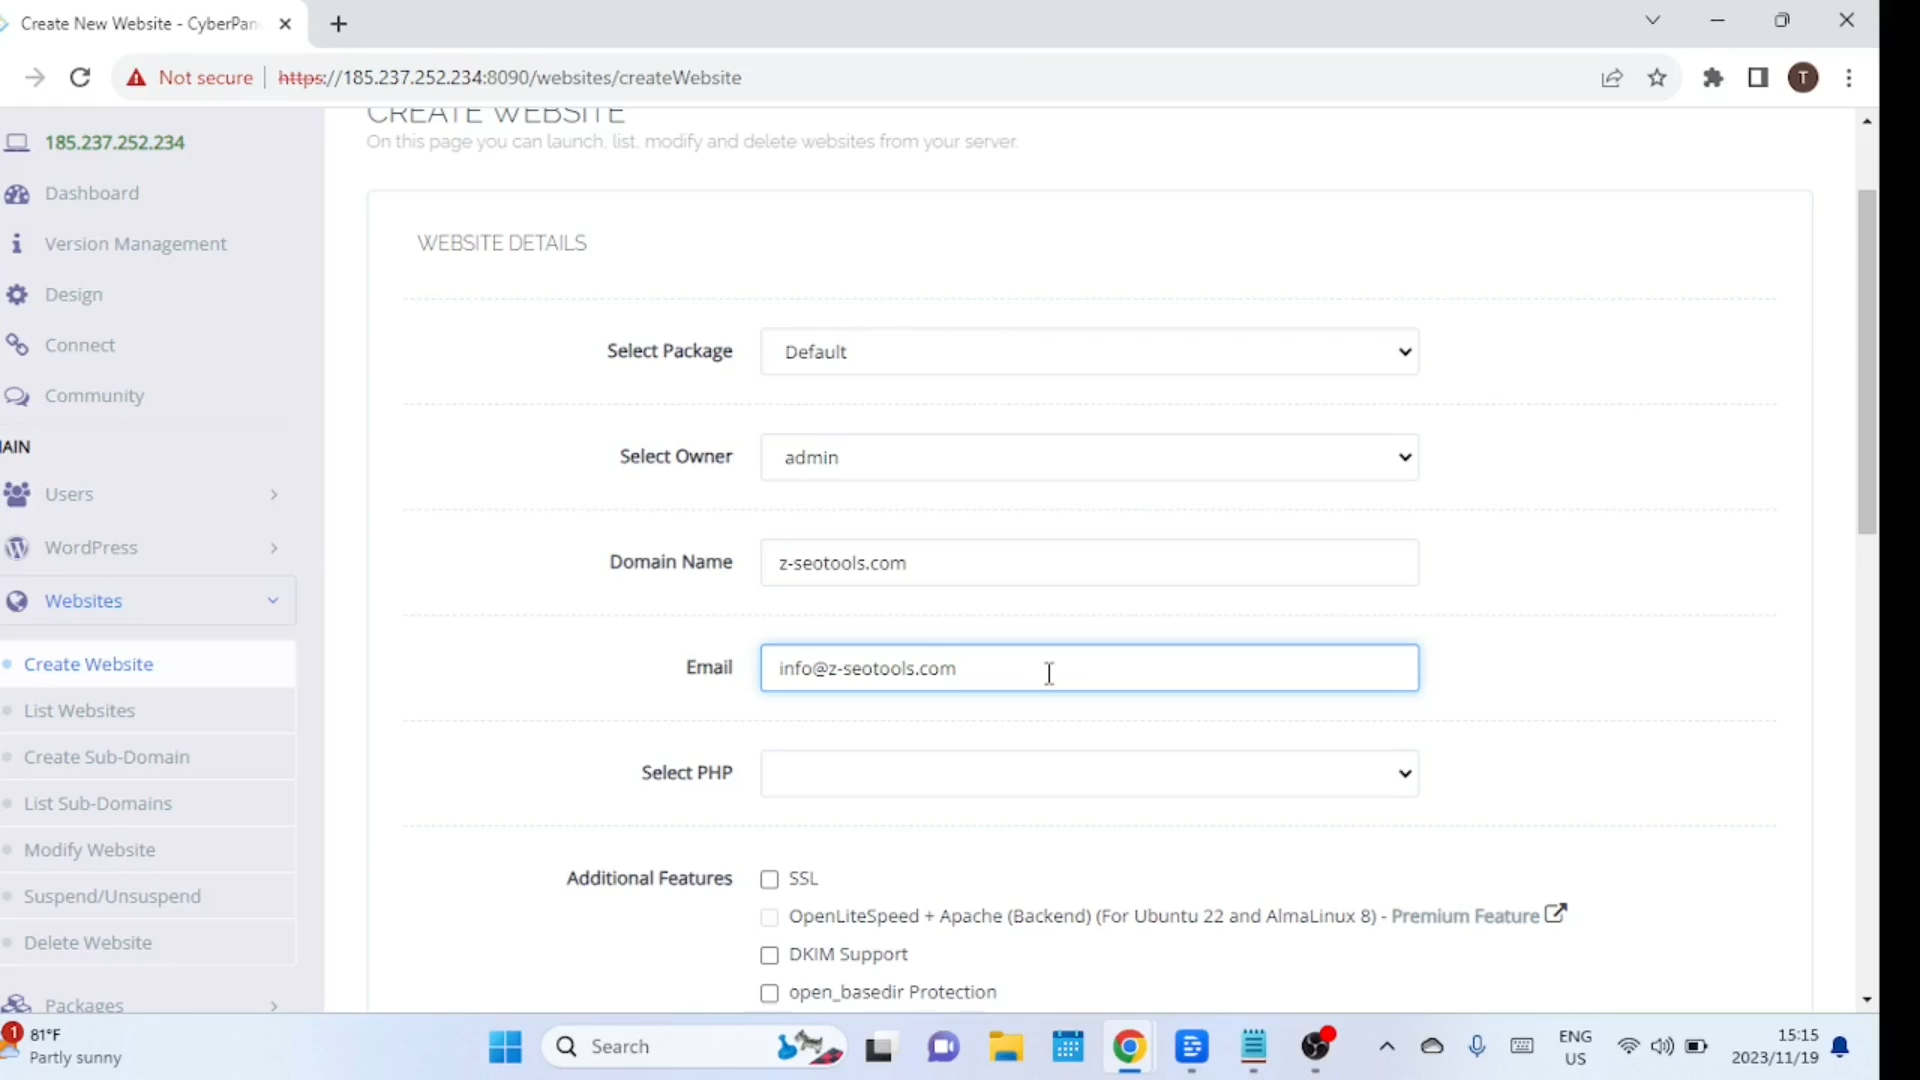 Create New Website - CyberPan
Not secure
https://185.237.252.234:8090/websites/createWebsite
T
185.237.252.234
Dashboard
Version Management
Design
Connect
Community
AIN
Users
WordPress
Websites
Create Website
List Websites
Create Sub-Domain
List Sub-Domains
Modify Website
Suspend/Unsuspend
Delete Website
Packages
CREATE WEBSITE
On this page you can launch, list, modify and delete websites from your server.
WEBSITE DETAILS
Select Package
Default
Select Owner
admin
Domain Name
z-seotools.com
Email
info@z-seotools.com
Select PHP
Additional Features
SSL
OpenLiteSpeed + Apache (Backend) (For Ubuntu 22 and AlmaLinux 8) - Premium Feature
DKIM Support
open_basedir Protection
1
81°F
Partly sunny
Search
ENG
US
15:15
2023/11/19